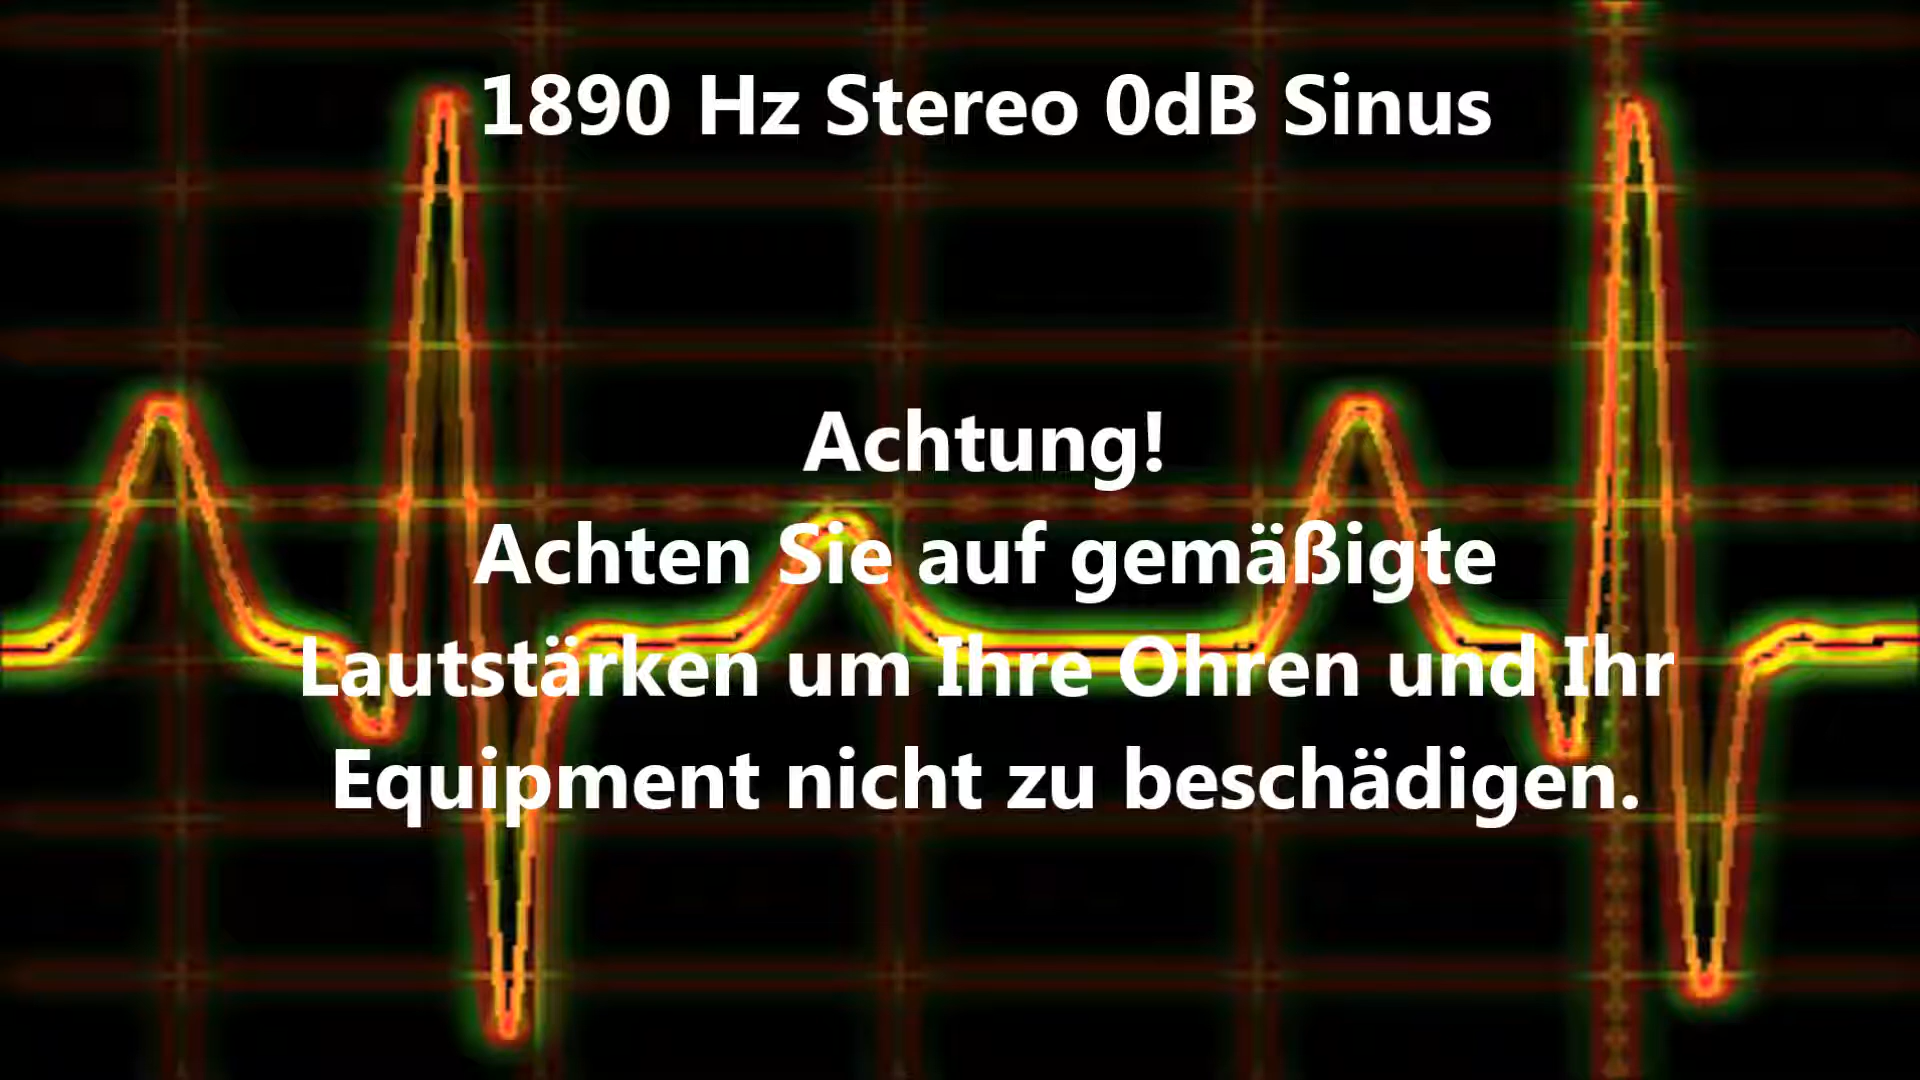 1890 Hz Stereo 0dB Sinus
Achtung!
Achten Sie auf gemäßigte
Lautstärken um Ihre Ohren und Ihr
Equipment nicht zu beschädigen.